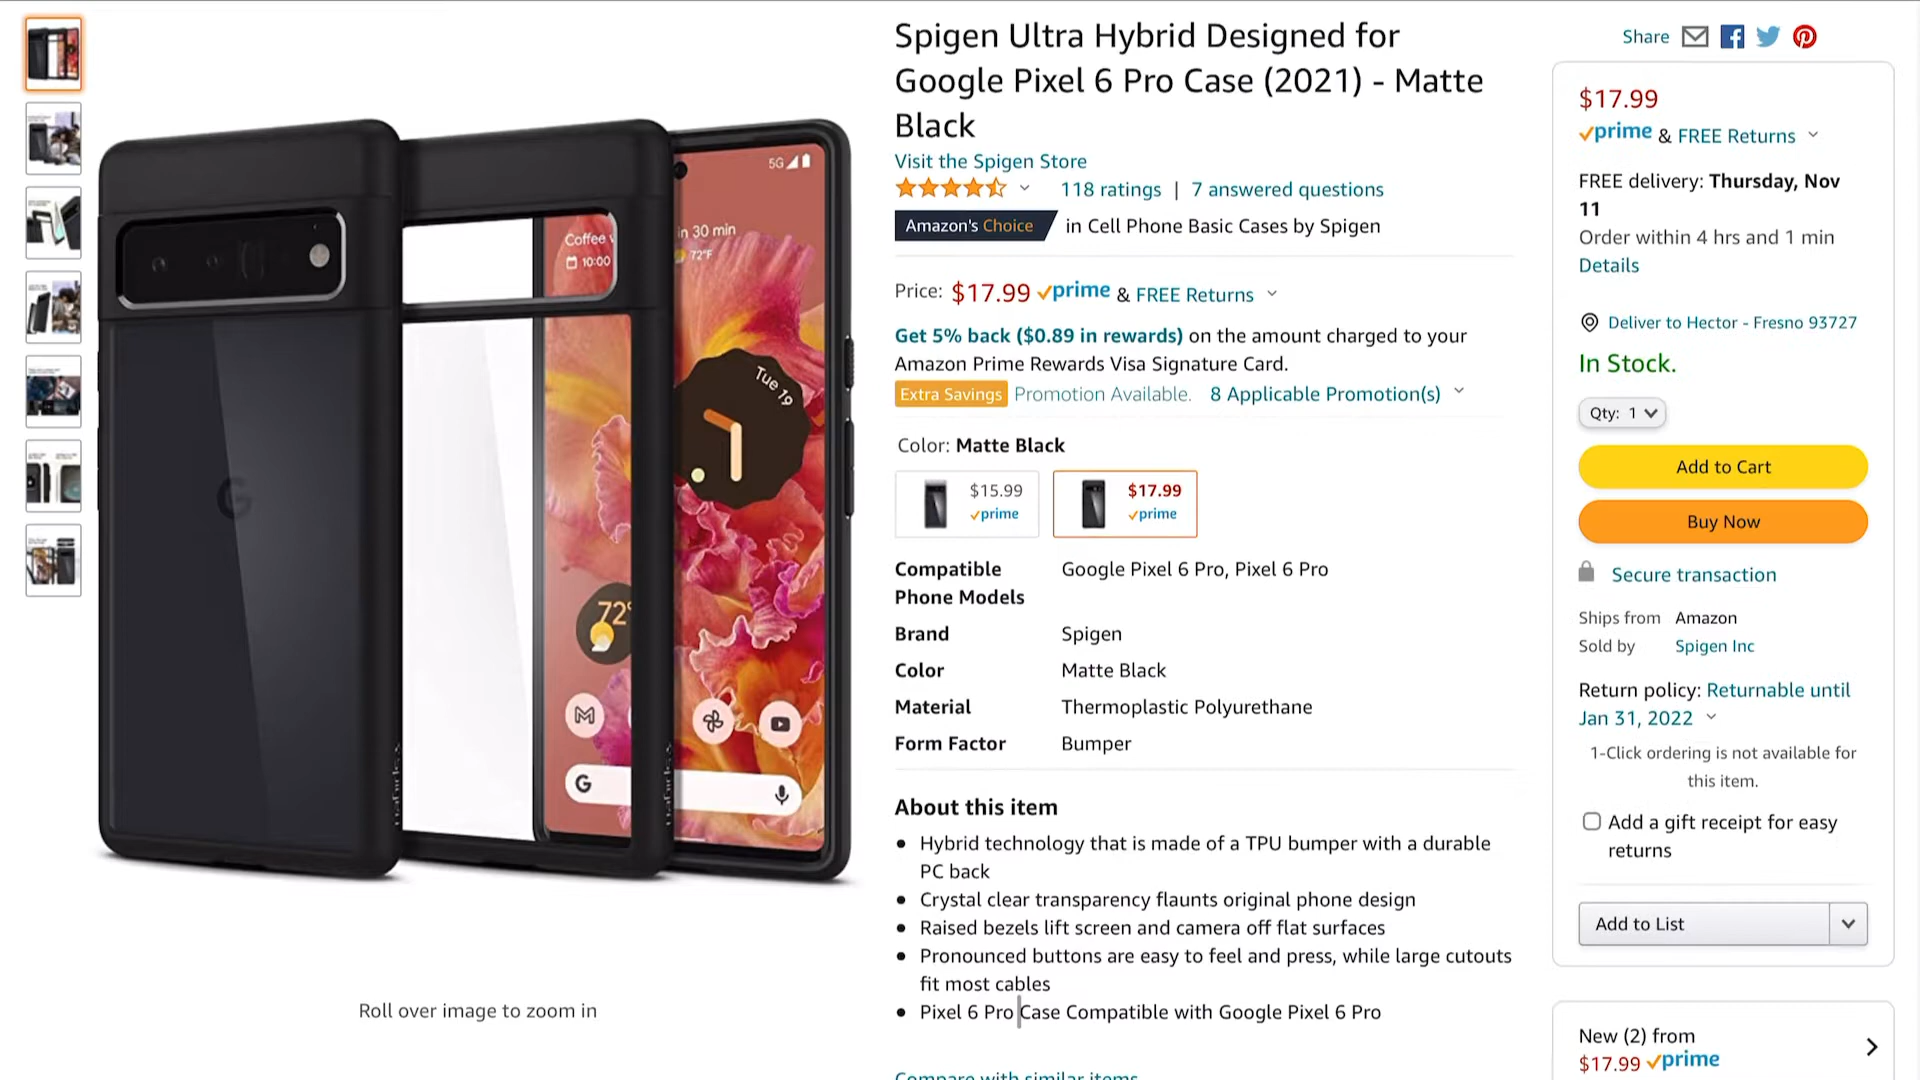 Spigen Ultra Hybrid Designed for
Google Pixel 6 Pro Case (2021) - Matte
Black
Visit the Spigen Store
118 ratings | 7 answered questions
Amazon's Choice in Cell Phone Basic Cases by Spigen
Price: $17.99 prime & FREE Returns
Get 5% back ($0.89 in rewards) on the amount charged to your
Amazon Prime Rewards Visa Signature Card.
Extra Savings Promotion Available. 8 Applicable Promotion(s)
Color: Matte Black
$15.99
prime
$17.99
prime
Compatible
Phone Models
Google Pixel 6 Pro, Pixel 6 Pro
Brand Spigen
Color Matte Black
Material Thermoplastic Polyurethane
Form Factor Bumper
About this item
Hybrid technology that is made of a TPU bumper with a durable
PC back
Crystal clear transparency flaunts original phone design
Raised bezels lift screen and camera off flat surfaces
Pronounced buttons are easy to feel and press, while large cutouts
fit most cables
Pixel 6 Pro Case Compatible with Google Pixel 6 Pro
Compare with similar items
5G
in 30 min
72°F
Coffee
10:00
Tue 19
72°
G
G
Roll over image to zoom in
Share
$17.99
prime & FREE Returns
FREE delivery: Thursday, Nov
11
Order within 4 hrs and 1 min
Details
Deliver to Hector - Fresno 93727
In Stock.
Qty: 1
Add to Cart
Buy Now
Secure transaction
Ships from Amazon
Sold by Spigen Inc
Return policy: Returnable until
Jan 31, 2022
1-Click ordering is not available for
this item.
Add a gift receipt for easy
returns
Add to List
New (2) from
$17.99 prime